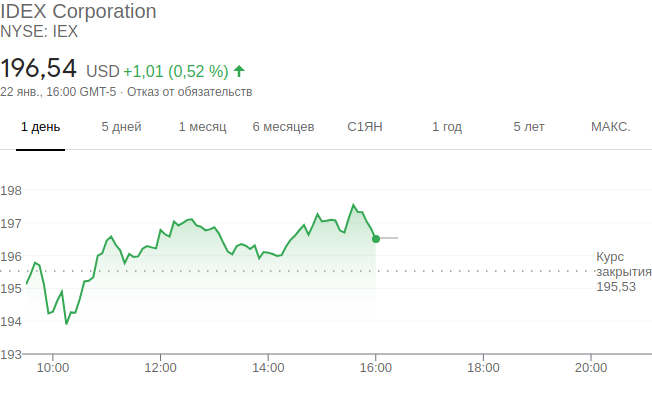 IDEX Corporation
NYSE: IEX
196,54 USD +1,01 (0,52 %)
22 янв., 16:00 GMT-5 · Отказ от обязательств
1 день 5 дней 1 месяц 6 месяцев С1ЯН 1 год 5 лет МАКС.
198
197
196
195
194
193
Курс
закрытия
195,53
10:00 12:00 14:00 16:00 18:00 20:00